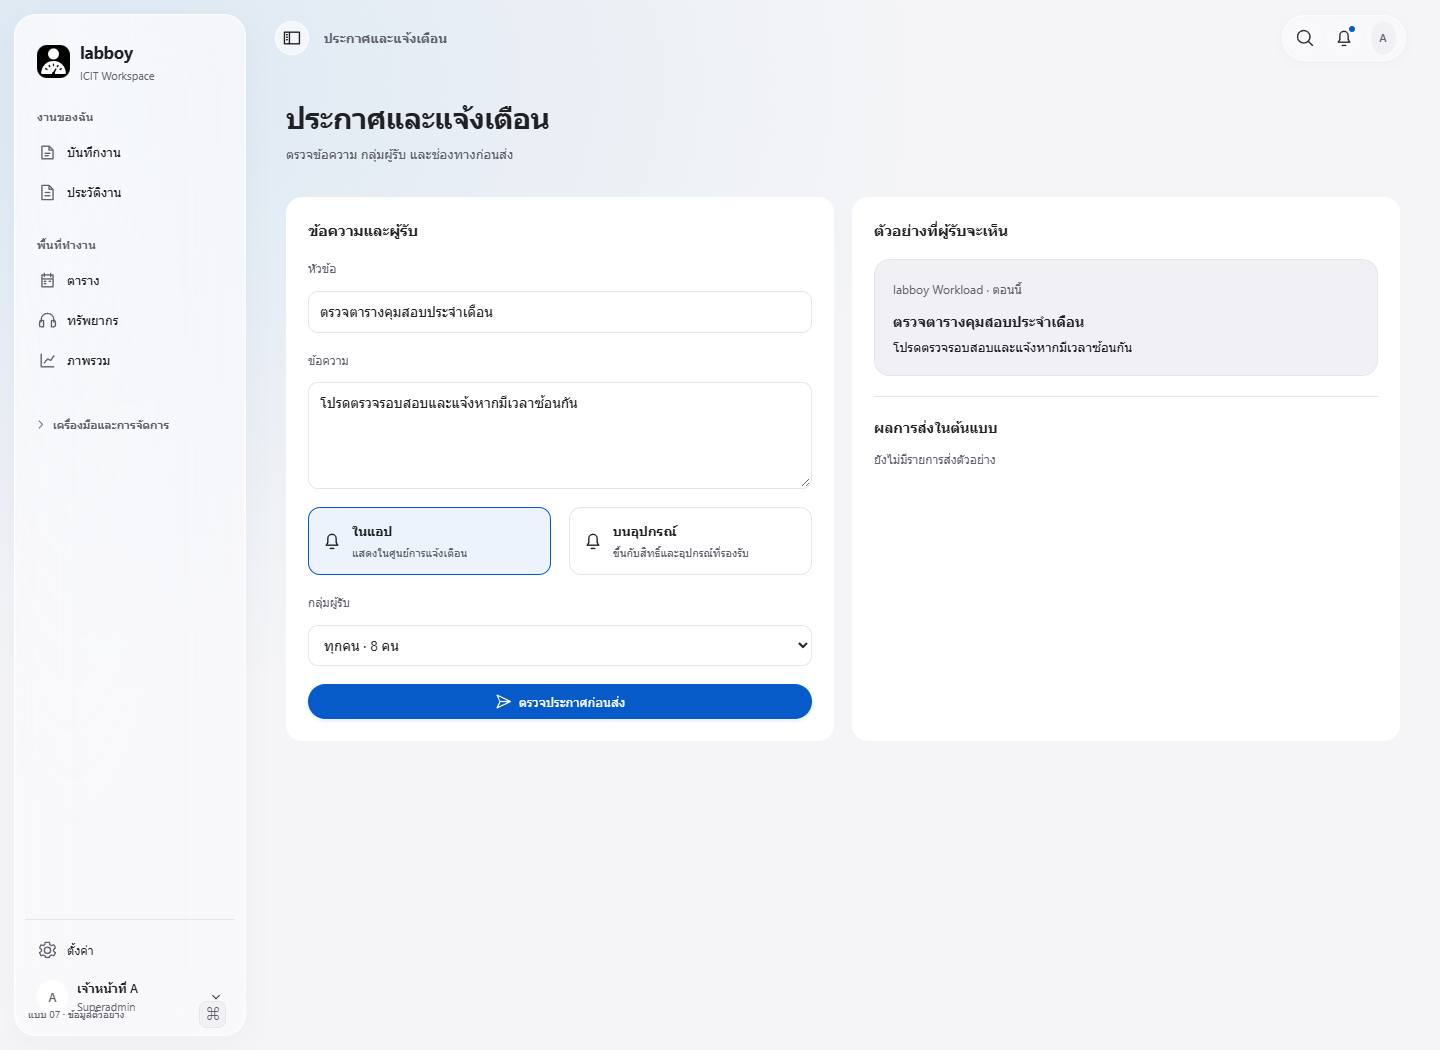 labboy
ICIT Workspace
งานของฉัน
บันทึกงาน
ประวัติงาน
พื้นที่ทำงาน
ตาราง
ทรัพยากร
ภาพรวม
เครื่องมือและการจัดการ
ตั้งค่า
A
เจ้าหน้าที่ A
Superadmin
แบบ 07 · ข้อมูลตัวอย่าง
ประกาศและแจ้งเตือน
A
ประกาศและแจ้งเตือน
ตรวจข้อความ กลุ่มผู้รับ และช่องทางก่อนส่ง
ข้อความและผู้รับ
หัวข้อ
ตรวจตารางคุมสอบประจำเดือน
ข้อความ
โปรดตรวจรอบสอบและแจ้งหากมีเวลาซ้อนกัน
ในแอป
แสดงในศูนย์การแจ้งเตือน
บนอุปกรณ์
ขึ้นกับสิทธิ์และอุปกรณ์ที่รองรับ
กลุ่มผู้รับ
ทุกคน · 8 คน
ตรวจประกาศก่อนส่ง
ตัวอย่างที่ผู้รับจะเห็น
labboy Workload · ตอนนี้
ตรวจตารางคุมสอบประจำเดือน
โปรดตรวจรอบสอบและแจ้งหากมีเวลาซ้อนกัน
ผลการส่งในต้นแบบ
ยังไม่มีรายการส่งตัวอย่าง